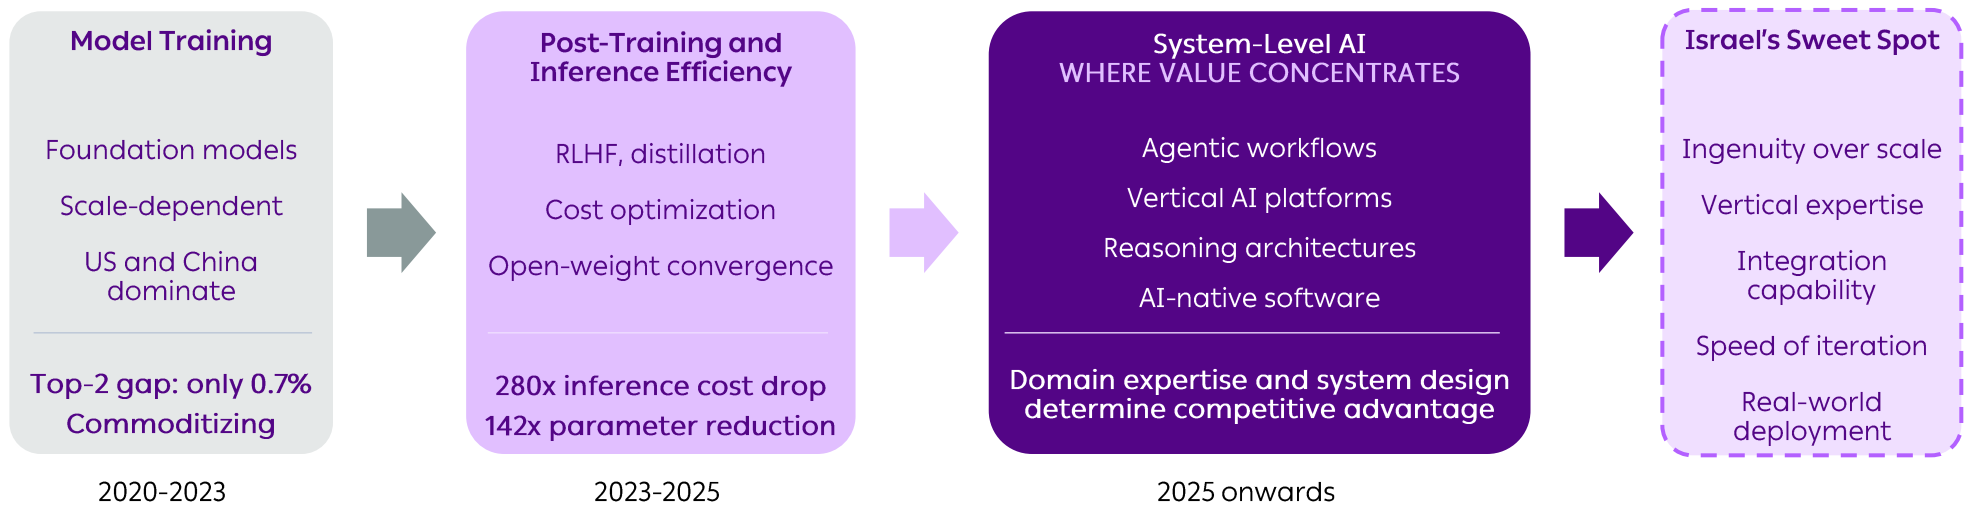 Model Training
Foundation models
Scale-dependent
US and China
dominate
Top-2 gap: only 0.7%
Commoditizing
2020-2023
Post-Training and
Inference Efficiency
RLHF, distillation
Cost optimization
Open-weight convergence
280x inference cost drop
142x parameter reduction
2023-2025
System-Level AI
WHERE VALUE CONCENTRATES
Agentic workflows
Vertical AI platforms
Reasoning architectures
AI-native software
Domain expertise and system design
determine competitive advantage
2025 onwards
Israel's Sweet Spot
Ingenuity over scale
Vertical expertise
Integration
capability
Speed of iteration
Real-world
deployment